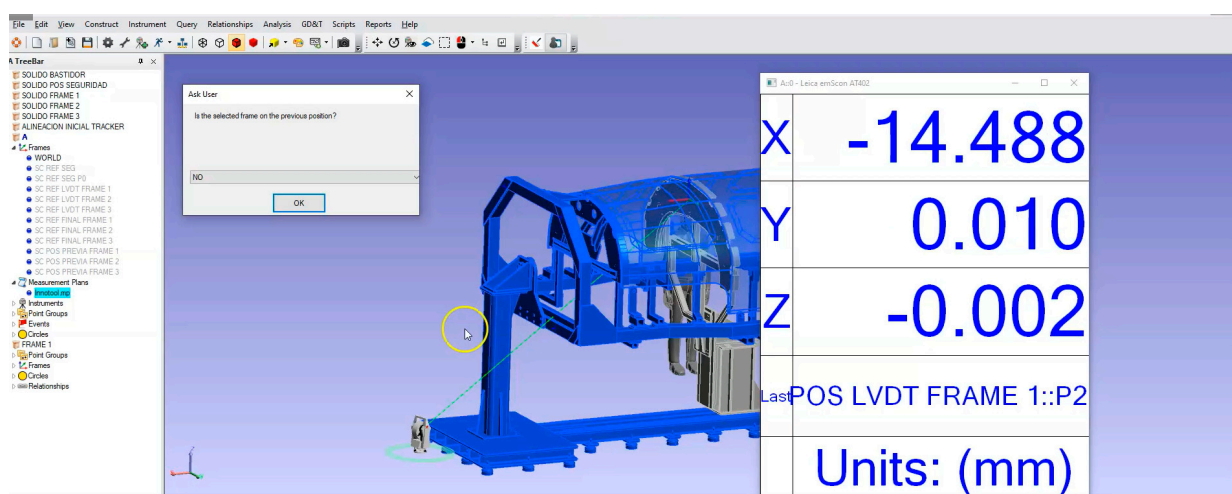 File Edit View Construct Instrument Query Relationships Analysis GD&T Scripts Reports Help
A TreeBar
SOLIDO BASTIDOR
SOLIDO POS SEGURIDAD
SOLIDO FRAME 1
SOLIDO FRAME 2
SOLIDO FRAME 3
ALINEACION INICIAL TRACKER
A
Frames
WORLD
SC REF SEG
SC REF SEG P0
SC REF LVDT FRAME 1
SC REF LVDT FRAME 2
SC REF LVDT FRAME 3
SC REF FINAL FRAME 1
SC REF FINAL FRAME 2
SC REF FINAL FRAME 3
SC POS PREVIA FRAME 1
SC POS PREVIA FRAME 2
SC POS PREVIA FRAME 3
Measurement Plans
Innotool.mp
Instruments
Point Groups
Events
Circles
FRAME 1
Point Groups
Frames
Circles
Relationships
Ask User
Is the selected frame on the previous position?
NO
OK
A::0 - Leica emScon AT402
X -14.488
Y 0.010
Z -0.002
Last POS LVDT FRAME 1::P2
Units: (mm)